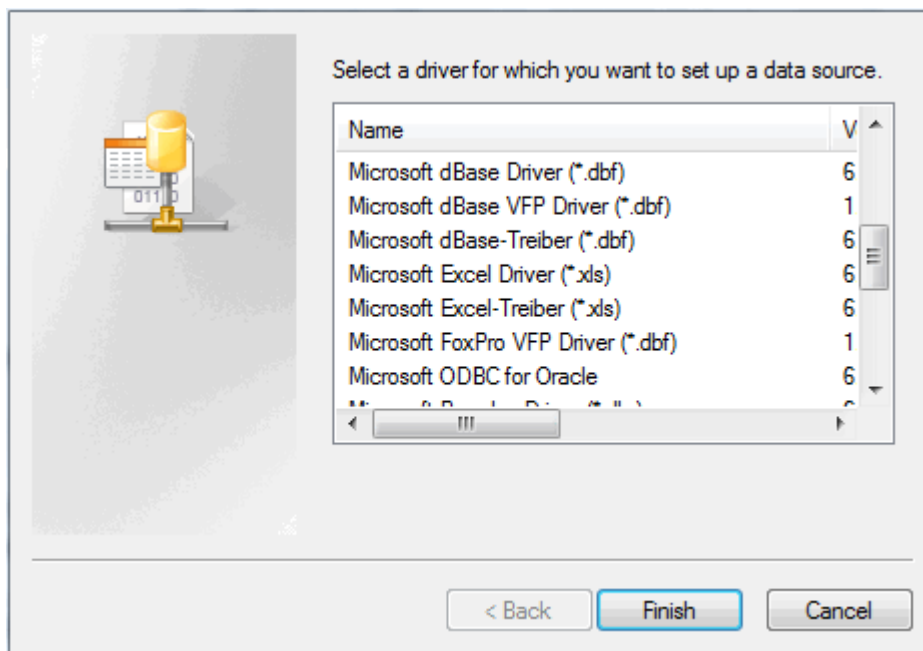 Select a driver for which you want to set up a data source.
Name V
Microsoft dBase Driver (*.dbf) 6
Microsoft dBase VFP Driver (*.dbf) 1
Microsoft dBase-Treiber (*.dbf) 6
Microsoft Excel Driver (*.xls) 6
Microsoft Excel-Treiber (*.xls) 6
Microsoft FoxPro VFP Driver (*.dbf) 1
Microsoft ODBC for Oracle 6
< Back Finish Cancel